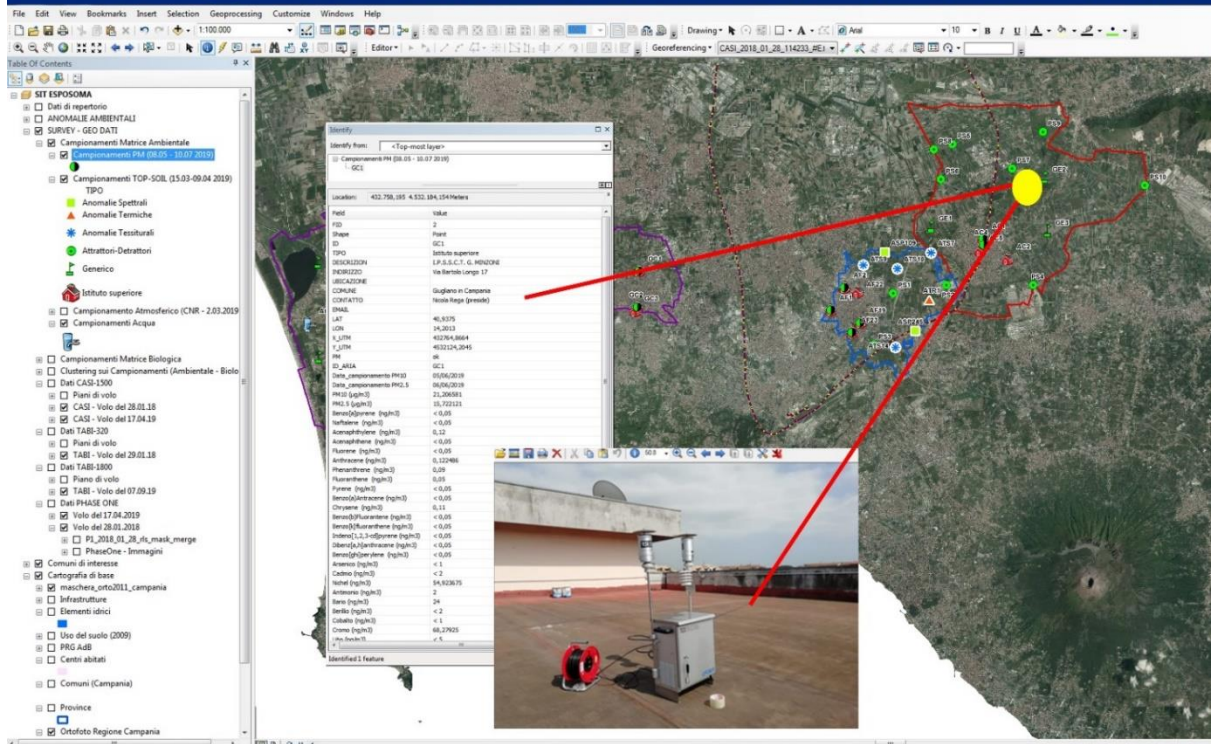 File Edit View Bookmarks Insert Selection Geoprocessing Customize Windows Help
1:100.000
Drawing
Arial
10
B I U A
Editor
Georeferencing
CASI_2018_01_28_114233_#E
Table Of Contents
SIT ESPOSOMA
Dati di repertorio
ANOMALIE AMBIENTALI
SURVEY - GEO DATI
Campionamenti Matrice Ambientale
Campionamenti PM (08.05 - 10.07 2019)
Campionamenti TOP-SOIL (15.03-09.04 2019)
TIPO
Anomalie Spettrali
Anomalie Termiche
Anomalie Tessiturali
Attrattori-Detrattori
Generico
Istituto superiore
Campionamento Atmosferico (CNR - 2.03.2019
Campionamenti Acqua
Campionamenti Matrice Biologica
Clustering sui Campionamenti (Ambientale - Biolo
Dati CASI-1500
Piani di volo
CASI - Volo del 28.01.18
CASI - Volo del 17.04.19
Dati TABI-320
Piani di volo
TABI - Volo del 29.01.18
Dati TABI-1800
Piano di volo
TABI - Volo del 07.09.19
Dati PHASE ONE
Volo del 17.04.2019
Volo del 28.01.2018
P1_2018_01_28_rls_mask_merge
PhaseOne - Immagini
Comuni di interesse
Cartografia di base
maschera_orto2011_campania
Infrastrutture
Elementi idrici
Uso del suolo (2009)
PRG AdB
Centri abitati
Comuni (Campania)
Province
Ortofoto Regione Campania
Identify
Identify from: <Top-most layer>
Campionamenti PM (08.05 - 10.07 2019)
GC1
Location: 432.758,195 4.532.184,154 Meters
Field Value
FID 2
Shape Point
ID GC1
TIPO Istituto superiore
DESCRIZION I.P.S.S.C.T. G. MINZONI
INDIRIZZO Via Bartolo Longo 17
UBICAZIONE
COMUNE Giugliano in Campania
CONTATTO Nicola Rega (preside)
EMAIL
LAT 40,9375
LON 14,2013
X_UTM 432764,8664
Y_UTM 4532124,2045
PM ok
ID_ARIA GC1
Data_campionamento PM10 05/06/2019
Data_campionamento PM2.5 06/06/2019
PM10 (µg/m3) 21,206581
PM2.5 (µg/m3) 15,722121
Benzo[a]pyrene (ng/m3) < 0,05
Naftalene (ng/m3) < 0,05
Acenaphthylene (ng/m3) 0,12
Acenaphthene (ng/m3) < 0,05
Fluorene (ng/m3) < 0,05
Anthracene (ng/m3) 0,122486
Phenanthrene (ng/m3) 0,09
Fluoranthene (ng/m3) 0,05
Pyrene (ng/m3) < 0,05
Benzo[a]Antracene (ng/m3) < 0,05
Chrysene (ng/m3) 0,11
Benzo[b]Fluorantene (ng/m3) < 0,05
Benzo[k]fluoranthene (ng/m3) < 0,05
Indeno[1,2,3-cd]pyrene (ng/m3) < 0,05
Dibenz[a,h]anthracene (ng/m3) < 0,05
Benzo[ghi]perylene (ng/m3) < 0,05
Arsenico (ng/m3) < 1
Cadmio (ng/m3) < 2
Nichel (ng/m3) 54,923675
Antimonio (ng/m3) 2
Bario (ng/m3) 24
Berillio (ng/m3) < 2
Cobalto (ng/m3) < 1
Cromo (ng/m3) 68,27925
Identified 1 feature
PS9
PS8
PS6
PS7
GE2
PS10
GE1
GE3
AC2
PS4
ASP109
ATS7
ATS10
AF2
AF22
PS1
AE1
AF23
ASP20
ATS14
GC2
GC3